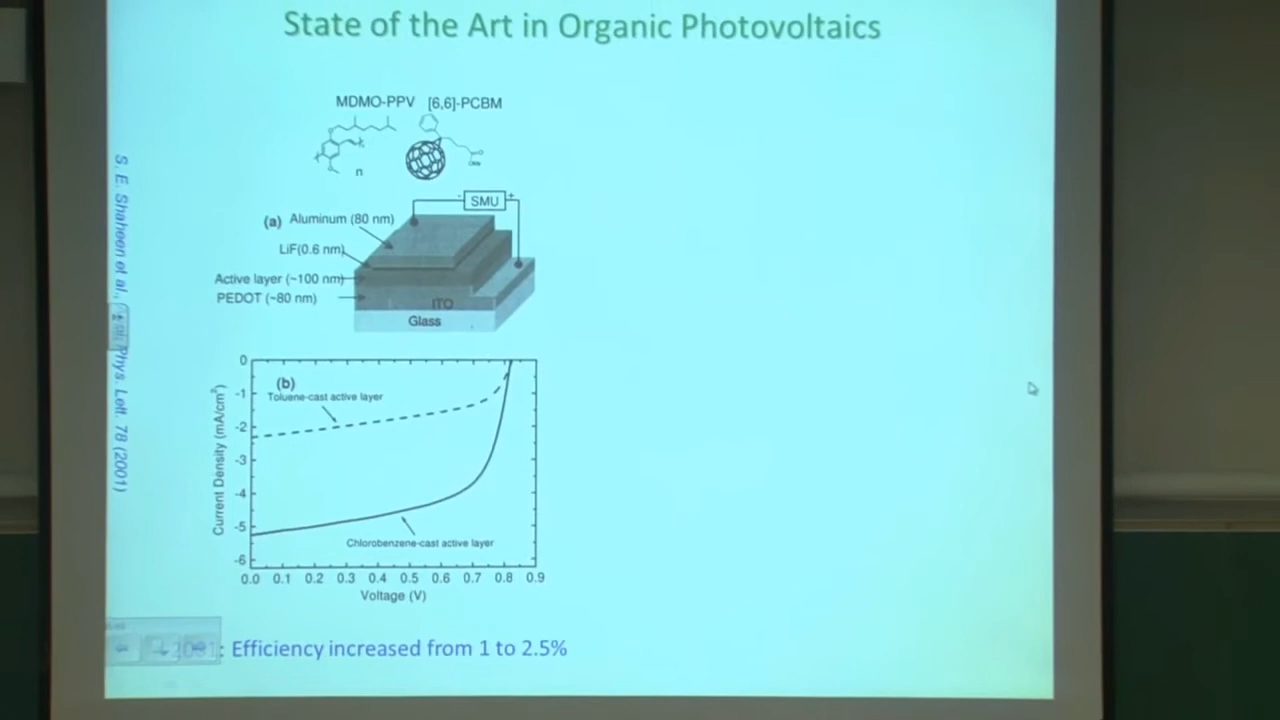 State of the Art in Organic Photovoltaics
MDMO-PPV [6,6]-PCBM
n
SMU
- +
(a) Aluminum (80 nm)
LiF(0.6 nm)
Active layer (~100 nm)
PEDOT (~80 nm)
ITO
Glass
S. E. Shaheen et al., Phys. Lett. 78 (2001)
(b)
Toluene-cast active layer
Chlorobenzene-cast active layer
Current Density (mA/cm²)
0
-1
-2
-3
-4
-5
-6
0.0 0.1 0.2 0.3 0.4 0.5 0.6 0.7 0.8 0.9
Voltage (V)
2001: Efficiency increased from 1 to 2.5%